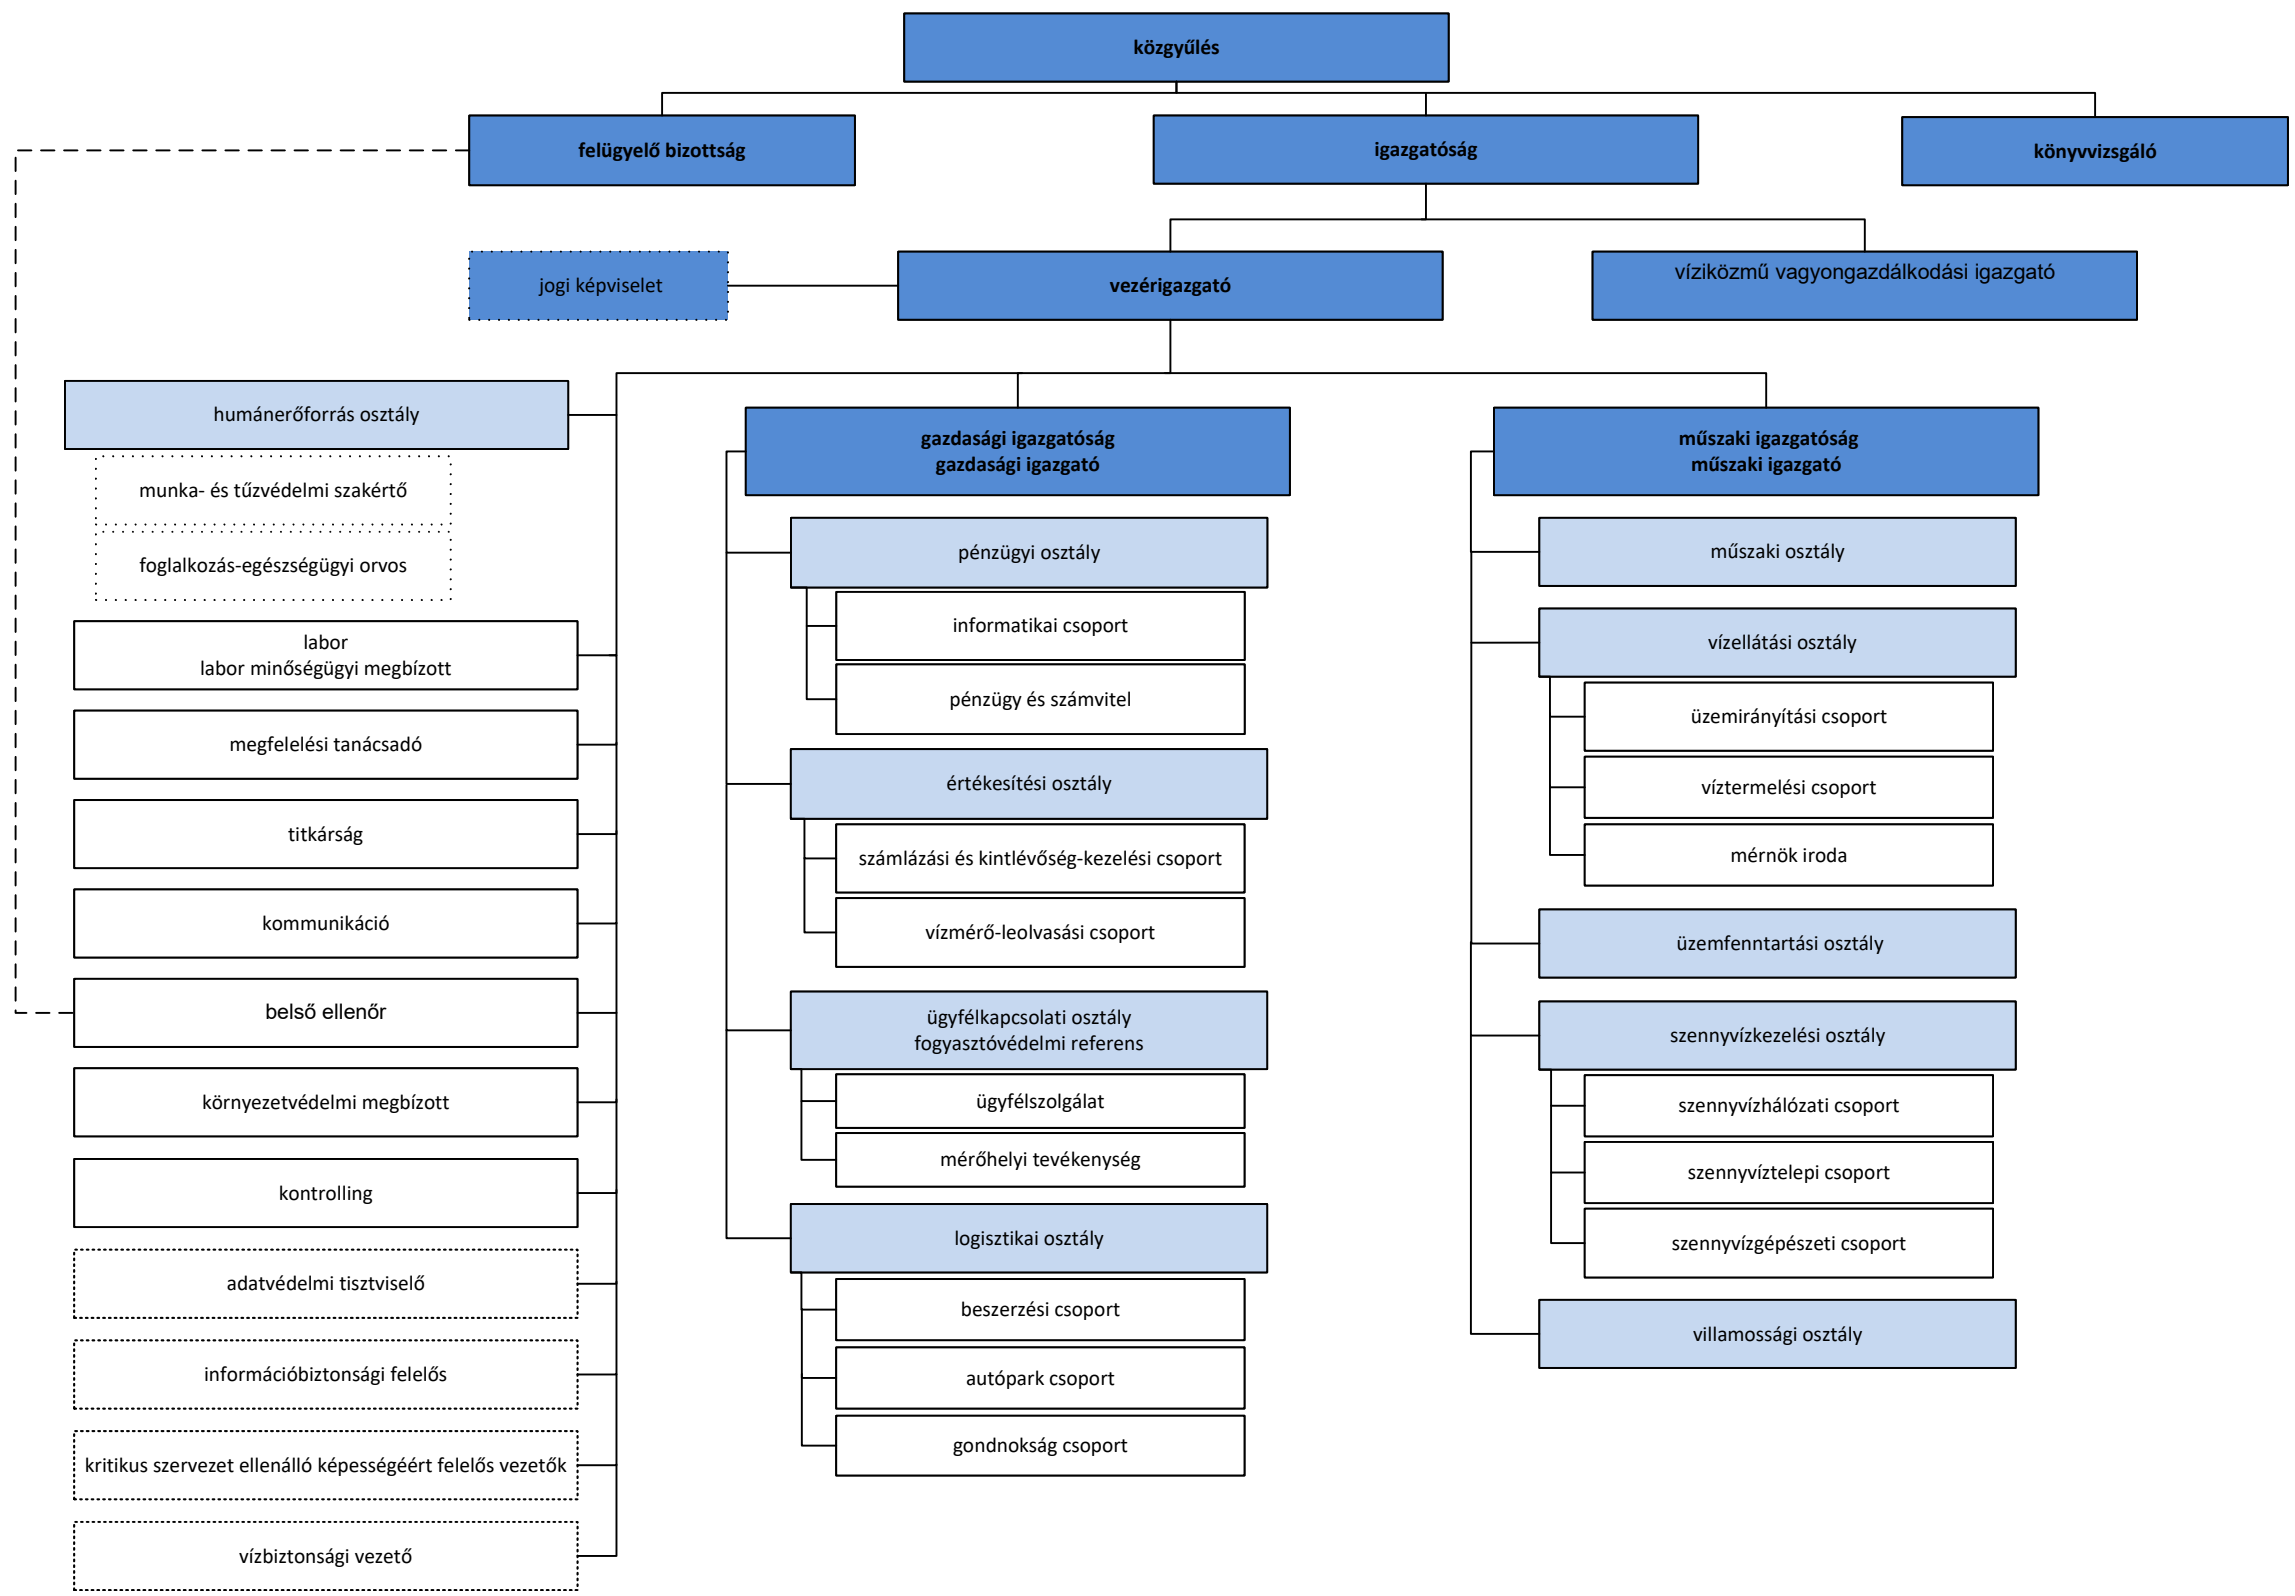 közgyűlés
felügyelő bizottság
igazgatóság
könyvvizsgáló
jogi képviselet
vezérigazgató
víziközmű vagyongazdálkodási igazgató
humánerőforrás osztály
munka- és tűzvédelmi szakértő
foglalkozás-egészségügyi orvos
labor
labor minőségügyi megbízott
megfelelési tanácsadó
titkárság
kommunikáció
belső ellenőr
környezetvédelmi megbízott
kontrolling
adatvédelmi tisztviselő
információbiztonsági felelős
kritikus szervezet ellenálló képességéért felelős vezetők
vízbiztonsági vezető
gazdasági igazgatóság
gazdasági igazgató
pénzügyi osztály
informatikai csoport
pénzügy és számvitel
értékesítési osztály
számlázási és kintlévőség-kezelési csoport
vízmérő-leolvasási csoport
ügyfélkapcsolati osztály
fogyasztóvédelmi referens
ügyfélszolgálat
mérőhelyi tevékenység
logisztikai osztály
beszerzési csoport
autópark csoport
gondnokság csoport
műszaki igazgatóság
műszaki igazgató
műszaki osztály
vízellátási osztály
üzemirányítási csoport
víztermelési csoport
mérnök iroda
üzemfenntartási osztály
szennyvízkezelési osztály
szennyvízhálózati csoport
szennyvíztelepi csoport
szennyvízgépészeti csoport
villamossági osztály